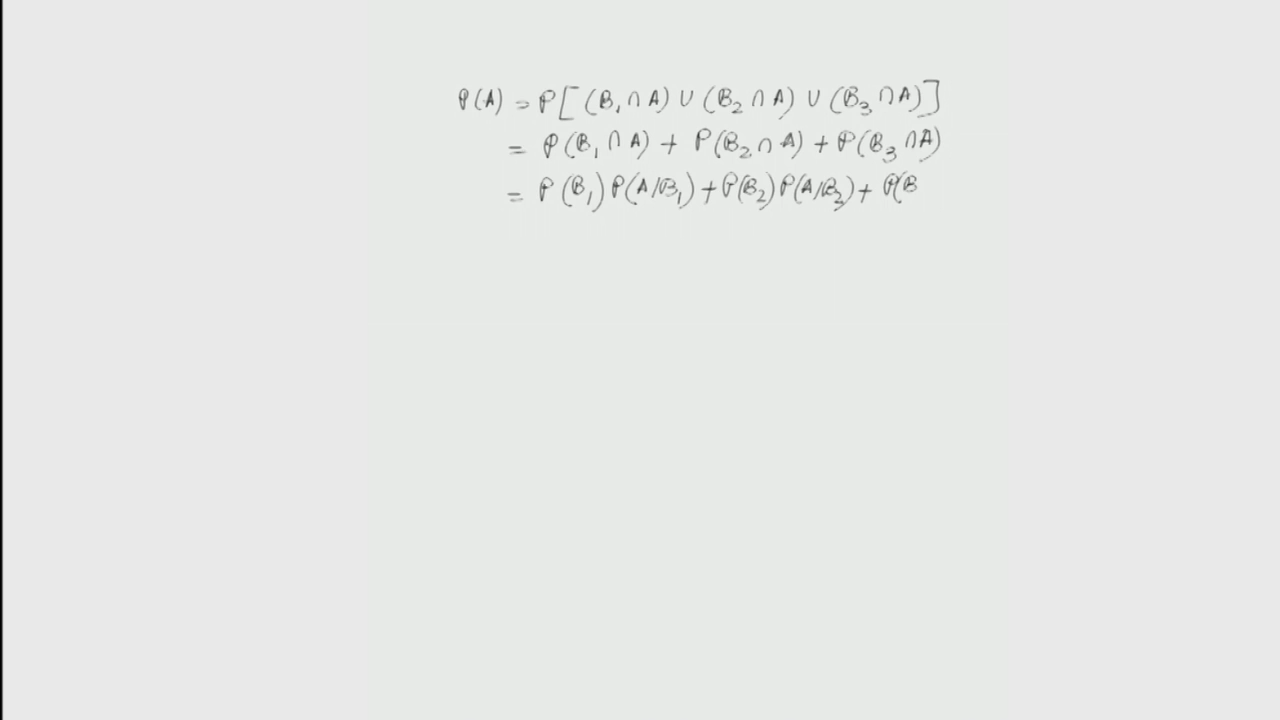 P(A) = P[(B₁ ∩ A) ∪ (B₂ ∩ A) ∪ (B₃ ∩ A)]
= P(B₁ ∩ A) + P(B₂ ∩ A) + P(B₃ ∩ A)
= P(B₁) P(A/B₁) + P(B₂) P(A/B₂) + P(B